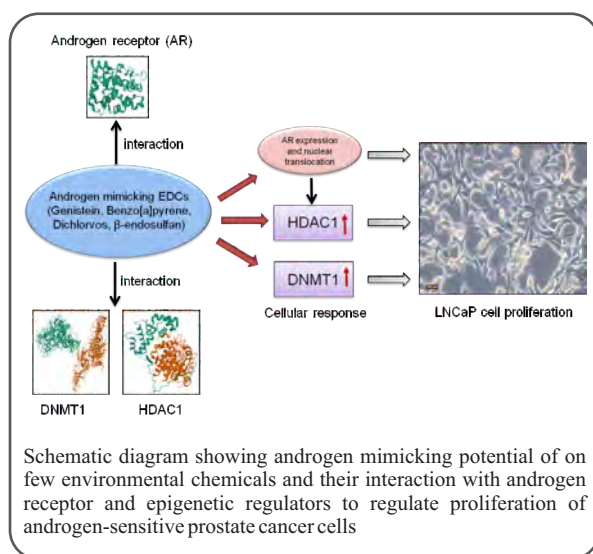 Androgen receptor (AR)
interaction
Androgen mimicking EDCs
(Genistein, Benzo[a]pyrene,
Dichlorvos, β-endosulfan)
interaction
DNMT1
HDAC1
AR expression
and nuclear
translocation
HDAC1
DNMT1
Cellular response
LNCaP cell proliferation
Schematic diagram showing androgen mimicking potential of on
few environmental chemicals and their interaction with androgen
receptor and epigenetic regulators to regulate proliferation of
androgen-sensitive prostate cancer cells